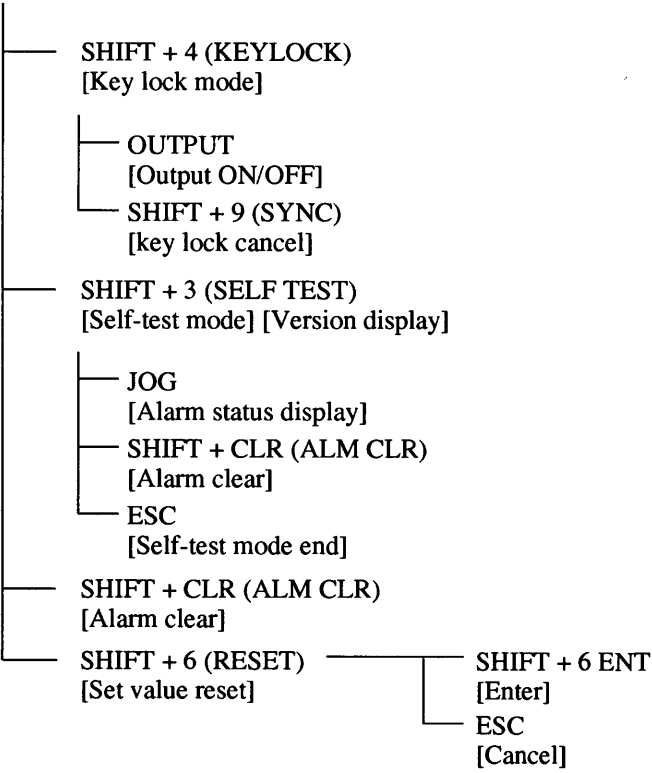 SHIFT + 4 (KEYLOCK)
[Key lock mode]
OUTPUT
[Output ON/OFF]
SHIFT + 9 (SYNC)
[key lock cancel]
SHIFT + 3 (SELF TEST)
[Self-test mode] [Version display]
JOG
[Alarm status display]
SHIFT + CLR (ALM CLR)
[Alarm clear]
ESC
[Self-test mode end]
SHIFT + CLR (ALM CLR)
[Alarm clear]
SHIFT + 6 (RESET)
[Set value reset]
SHIFT + 6 ENT
[Enter]
ESC
[Cancel]